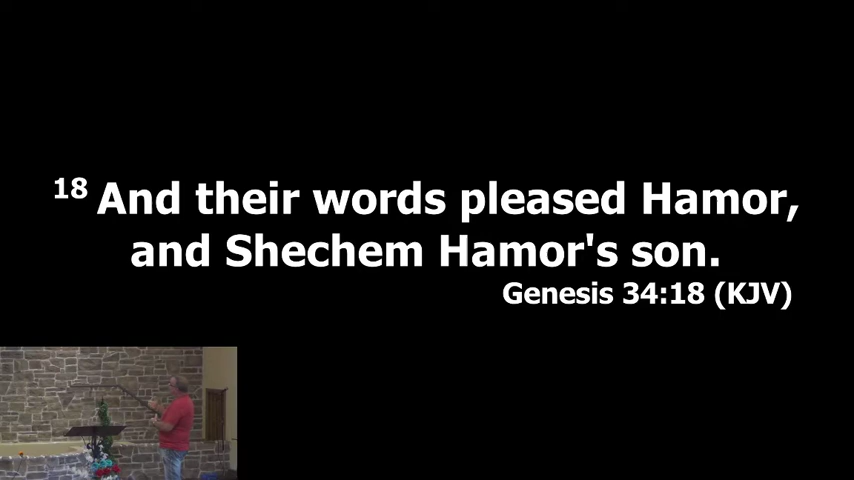 18 And their words pleased Hamor,
and Shechem Hamor's son.
Genesis 34:18 (KJV)